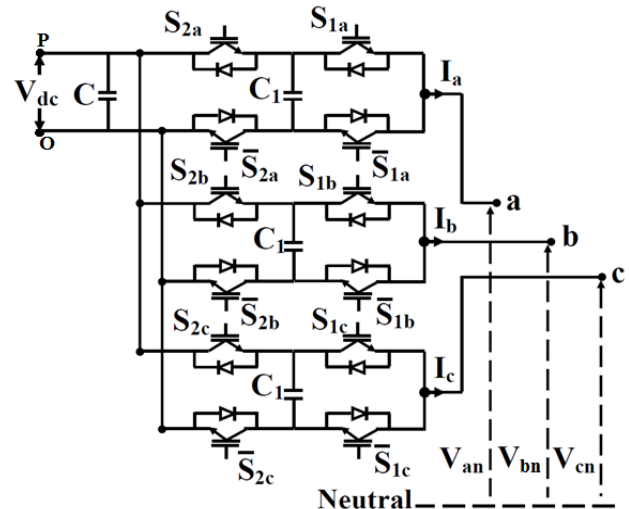 S2a S1a
P
Vdc C C1 Ia
O
S̅2a S̅1a
S2b S1b
a
C1 Ib b
c
S̅2b S̅1b
S2c S1c
C1 Ic
S̅2c S̅1c
Van Vbn Vcn
Neutral